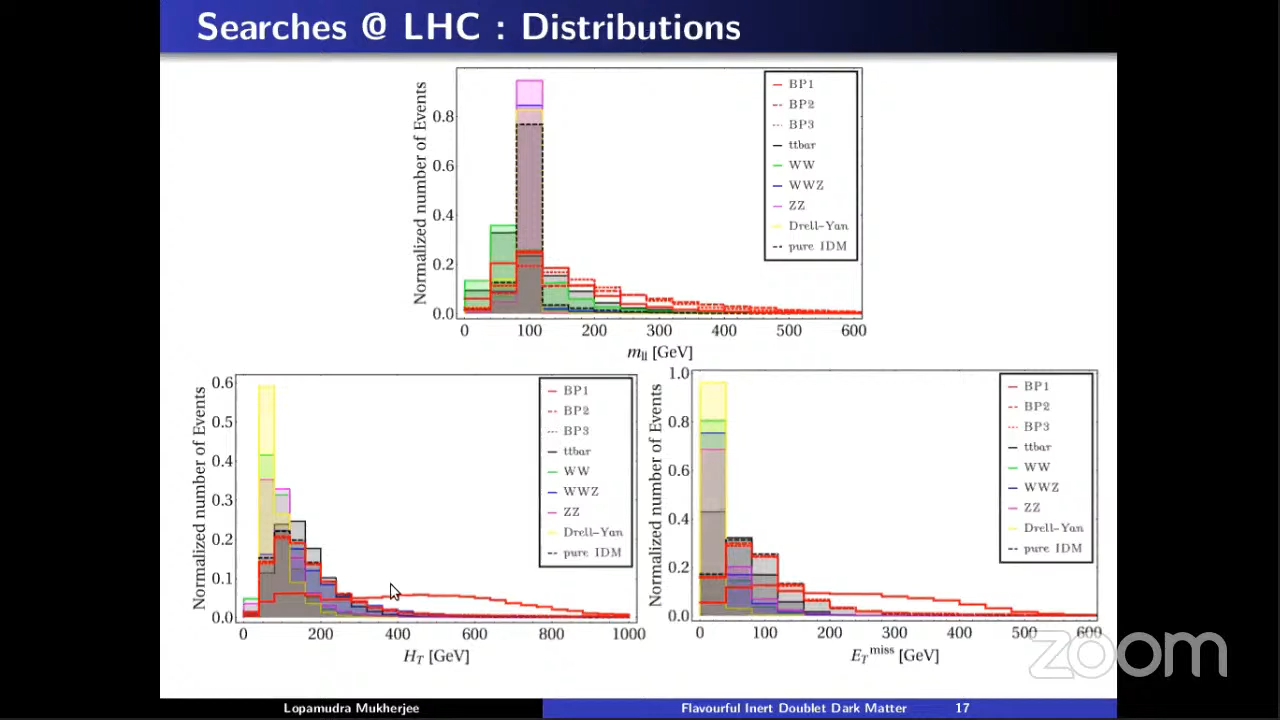 Searches @ LHC : Distributions
Normalized number of Events
0.8
0.6
0.4
0.2
0.0
0 100 200 300 400 500 600
m_ll [GeV]
BP1
BP2
BP3
ttbar
WW
WWZ
ZZ
Drell-Yan
pure IDM
Normalized number of Events
0.6
0.5
0.4
0.3
0.2
0.1
0.0
0 200 400 600 800 1000
H_T [GeV]
BP1
BP2
BP3
ttbar
WW
WWZ
ZZ
Drell-Yan
pure IDM
Normalized number of Events
1.0
0.8
0.6
0.4
0.2
0.0
0 100 200 300 400 500 600
E_T^miss [GeV]
BP1
BP2
BP3
ttbar
WW
WWZ
ZZ
Drell-Yan
pure IDM
zoom
Lopamudra Mukherjee Flavourful Inert Doublet Dark Matter 17